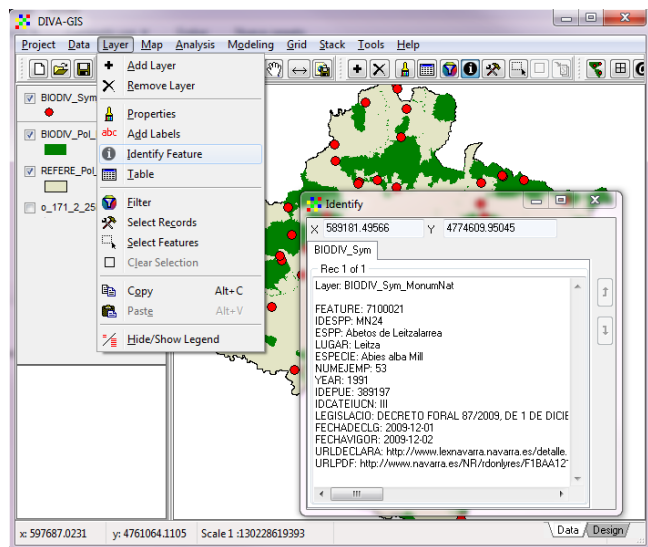 DIVA-GIS
Project Data Layer Map Analysis Modeling Grid Stack Tools Help
Add Layer
Remove Layer
Properties
abc Add Labels
Identify Feature
Table
Filter
Select Records
Select Features
Clear Selection
Copy Alt+C
Paste Alt+V
Hide/Show Legend
BIODIV_Sym
BIODIV_Pol_
REFERE_Pol_
o_171_2_25
Identify
X 589181.49566 Y 4774609.95045
BIODIV_Sym
Rec 1 of 1
Layer: BIODIV_Sym_MonumNat
FEATURE: 7100021
IDESPP: MN24
ESPP: Abetos de Leitzalarrea
LUGAR: Leitza
ESPECIE: Abies alba Mill
NUMEJEMP: 53
YEAR: 1991
IDEPUE: 389197
IDCATEIUCN: III
LEGISLACIO: DECRETO FORAL 87/2009, DE 1 DE DICIE
FECHADECLG: 2009-12-01
FECHAVIGOR: 2009-12-02
URLDECLARA: http://www.lexnavarra.navarra.es/detalle.
URLPDF: http://www.navarra.es/NR/rdonlyres/F1BAA12
x: 597687.0231 y: 4761064.1105 Scale 1 :130228619393
Data Design